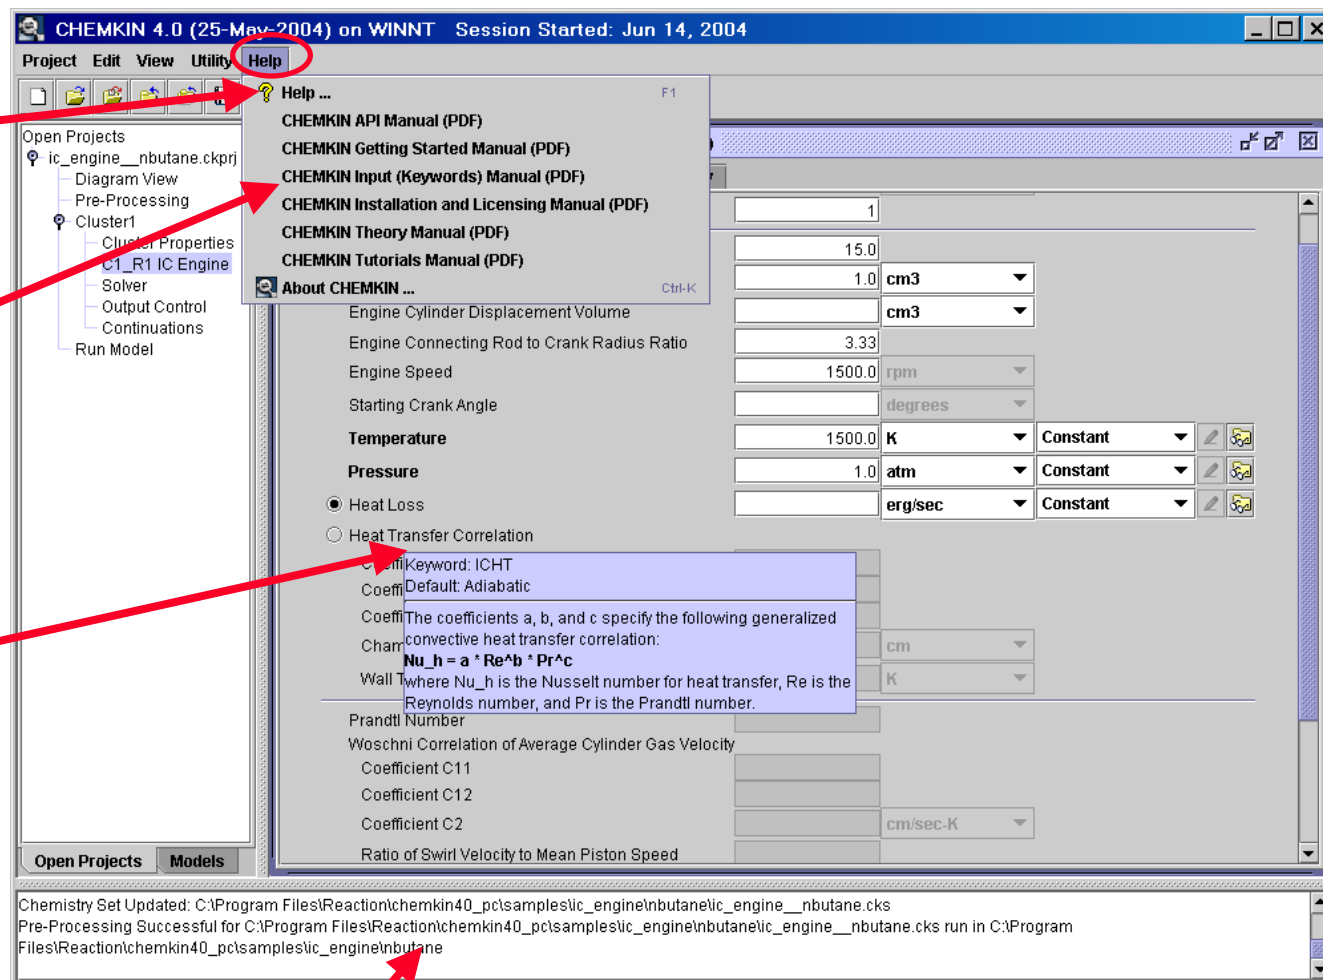 CHEMKIN 4.0 (25-May-2004) on WINNT Session Started: Jun 14, 2004
Project Edit View Utility Help
Help ... F1
CHEMKIN API Manual (PDF)
CHEMKIN Getting Started Manual (PDF)
CHEMKIN Input (Keywords) Manual (PDF)
CHEMKIN Installation and Licensing Manual (PDF)
CHEMKIN Theory Manual (PDF)
CHEMKIN Tutorials Manual (PDF)
About CHEMKIN ... Ctrl-K
Open Projects
ic_engine__nbutane.ckprj
Diagram View
Pre-Processing
Cluster1
Cluster Properties
C1_R1 IC Engine
Solver
Output Control
Continuations
Run Model
1
15.0
1.0 cm3
Engine Cylinder Displacement Volume cm3
Engine Connecting Rod to Crank Radius Ratio 3.33
Engine Speed 1500.0 rpm
Starting Crank Angle degrees
Temperature 1500.0 K Constant
Pressure 1.0 atm Constant
Heat Loss erg/sec Constant
Heat Transfer Correlation
Keyword: ICHT
Coeffi Default: Adiabatic
Coeffi The coefficients a, b, and c specify the following generalized
convective heat transfer correlation:
Cham cm
Nu_h = a * Re^b * Pr^c
Wall T where Nu_h is the Nusselt number for heat transfer, Re is the K
Reynolds number, and Pr is the Prandtl number.
Prandtl Number
Woschni Correlation of Average Cylinder Gas Velocity
Coefficient C11
Coefficient C12
Coefficient C2 cm/sec-K
Ratio of Swirl Velocity to Mean Piston Speed
Open Projects Models
Chemistry Set Updated: C:\Program Files\Reaction\chemkin40_pc\samples\ic_engine\nbutane\ic_engine__nbutane.cks
Pre-Processing Successful for C:\Program Files\Reaction\chemkin40_pc\samples\ic_engine\nbutane\ic_engine__nbutane.cks run in C:\Program
Files\Reaction\chemkin40_pc\samples\ic_engine\nbutane